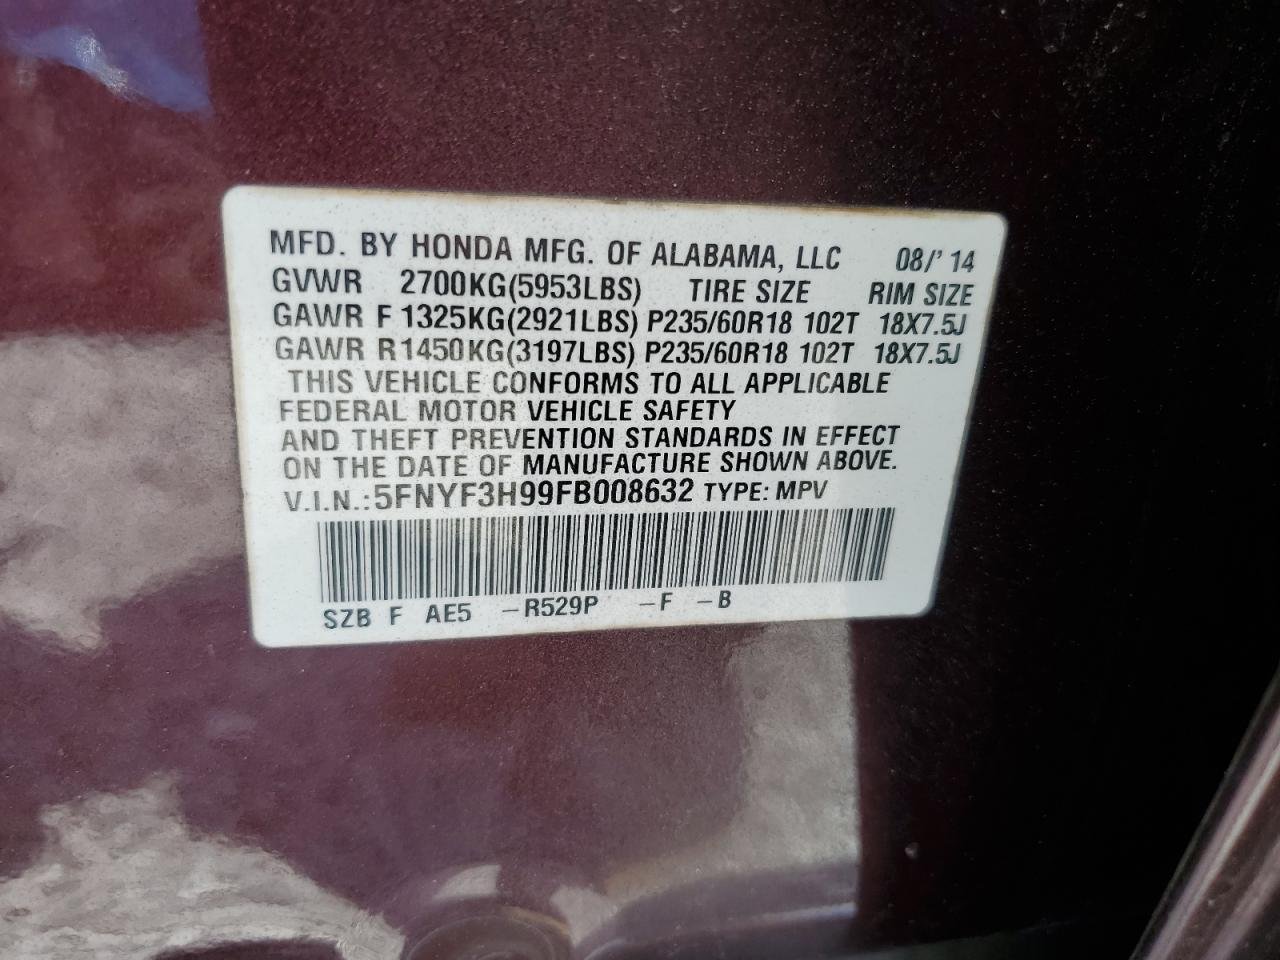 MFD. BY HONDA MFG. OF ALABAMA, LLC 08/' 14
GVWR 2700KG(5953LBS) TIRE SIZE RIM SIZE
GAWR F 1325KG(2921LBS) P235/60R18 102T 18X7.5J
GAWR R1450KG(3197LBS) P235/60R18 102T 18X7.5J
THIS VEHICLE CONFORMS TO ALL APPLICABLE
FEDERAL MOTOR VEHICLE SAFETY
AND THEFT PREVENTION STANDARDS IN EFFECT
ON THE DATE OF MANUFACTURE SHOWN ABOVE.
V.I.N.:5FNYF3H99FB008632 TYPE: MPV
SZB F AE5 –R529P –F –B